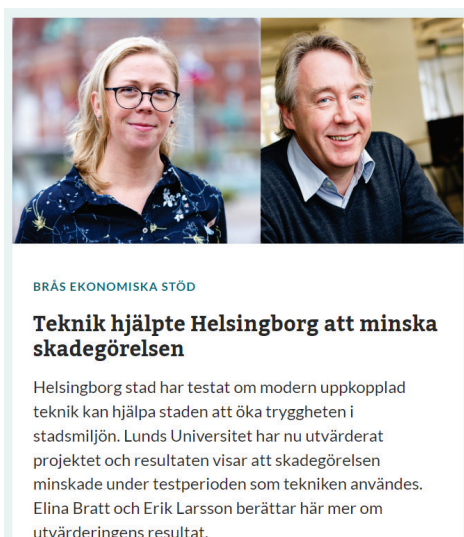 BRÅS EKONOMISKA STÖD
Teknik hjälpte Helsingborg att minska
skadegörelsen
Helsingborg stad har testat om modern uppkopplad
teknik kan hjälpa staden att öka tryggheten i
stadsmiljön. Lunds Universitet har nu utvärderat
projektet och resultaten visar att skadegörelsen
minskade under testperioden som tekniken användes.
Elina Bratt och Erik Larsson berättar här mer om
utvärderingens resultat.